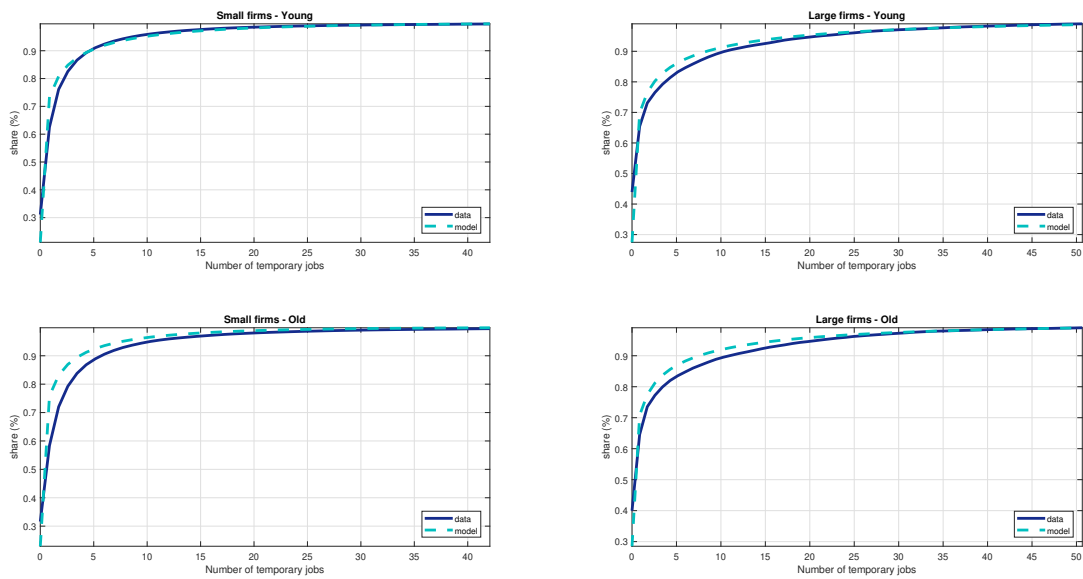 Small firms - Young
0.9
0.8
0.7
0.6
0.5
0.4
0.3
share (%)
data
model
0 5 10 15 20 25 30 35 40
Number of temporary jobs
Large firms - Young
0.9
0.8
0.7
0.6
0.5
0.4
0.3
share (%)
data
model
0 5 10 15 20 25 30 35 40 45 50
Number of temporary jobs
Small firms - Old
0.9
0.8
0.7
0.6
0.5
0.4
0.3
share (%)
data
model
0 5 10 15 20 25 30 35 40
Number of temporary jobs
Large firms - Old
0.9
0.8
0.7
0.6
0.5
0.4
0.3
share (%)
data
model
0 5 10 15 20 25 30 35 40 45 50
Number of temporary jobs